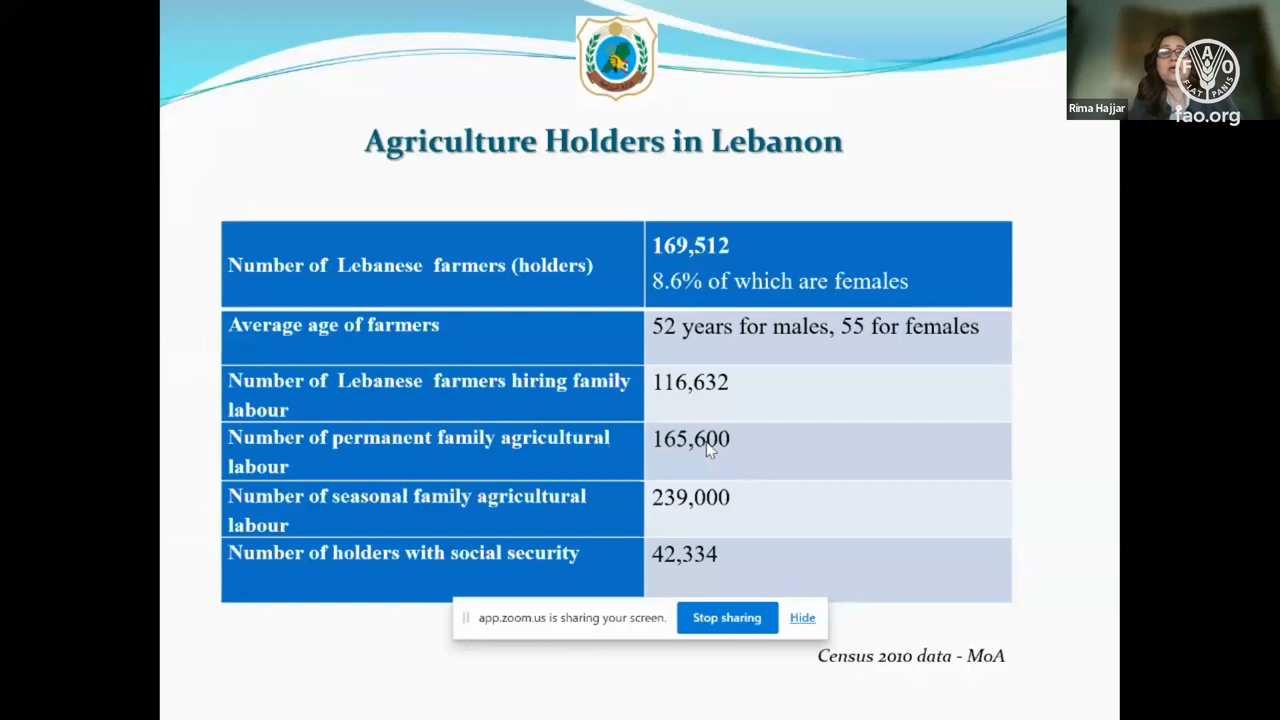 FAO
FIAT PANIS
fao.org
Rima Hajjar
Agriculture Holders in Lebanon
Number of Lebanese farmers (holders)
169,512
8.6% of which are females
Average age of farmers
52 years for males, 55 for females
Number of Lebanese farmers hiring family
labour
116,632
Number of permanent family agricultural
labour
165,600
Number of seasonal family agricultural
labour
239,000
Number of holders with social security
42,334
app.zoom.us is sharing your screen.
Stop sharing
Hide
Census 2010 data - MoA